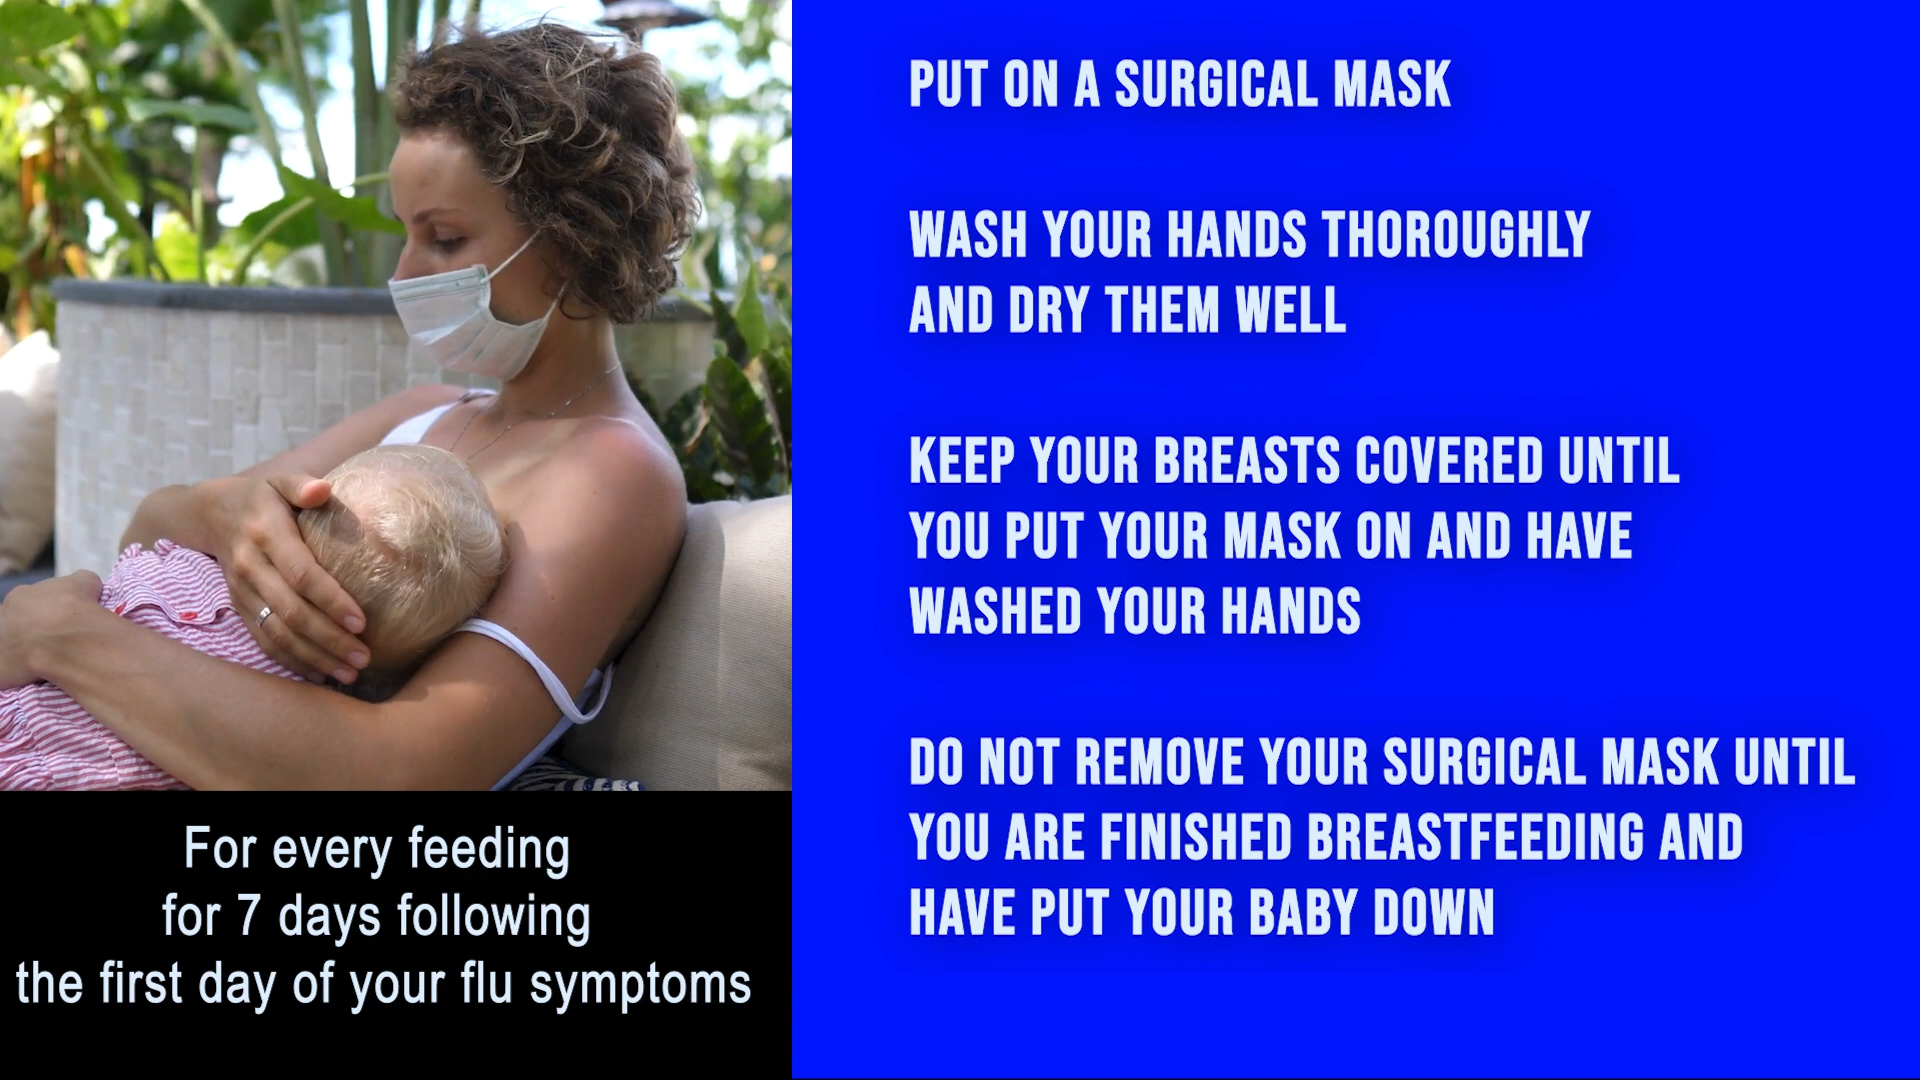 PUT ON A SURGICAL MASK
WASH YOUR HANDS THOROUGHLY
AND DRY THEM WELL
KEEP YOUR BREASTS COVERED UNTIL
YOU PUT YOUR MASK ON AND HAVE
WASHED YOUR HANDS
DO NOT REMOVE YOUR SURGICAL MASK UNTIL
YOU ARE FINISHED BREASTFEEDING AND
HAVE PUT YOUR BABY DOWN
For every feeding
for 7 days following
the first day of your flu symptoms